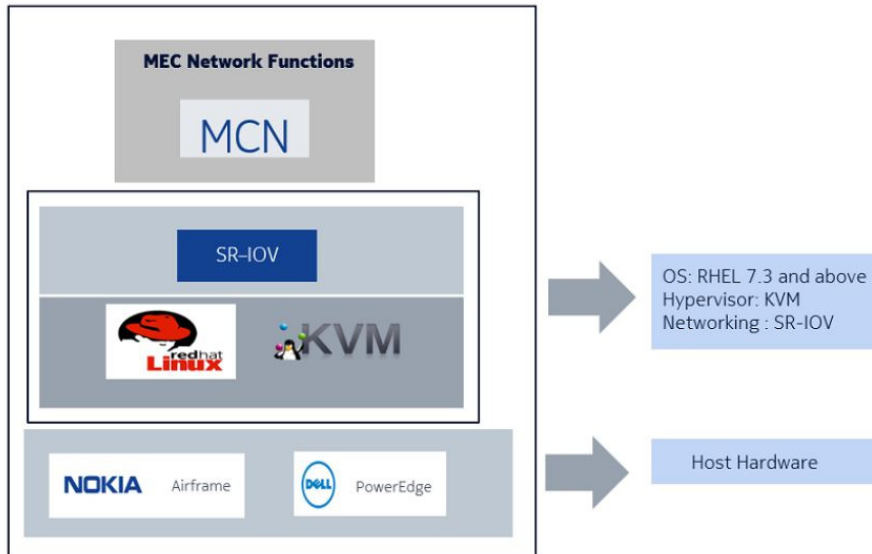 MEC Network Functions
MCN
SR-IOV
redhat
Linux
KVM
OS: RHEL 7.3 and above
Hypervisor: KVM
Networking : SR-IOV
NOKIA Airframe
DELL PowerEdge
Host Hardware